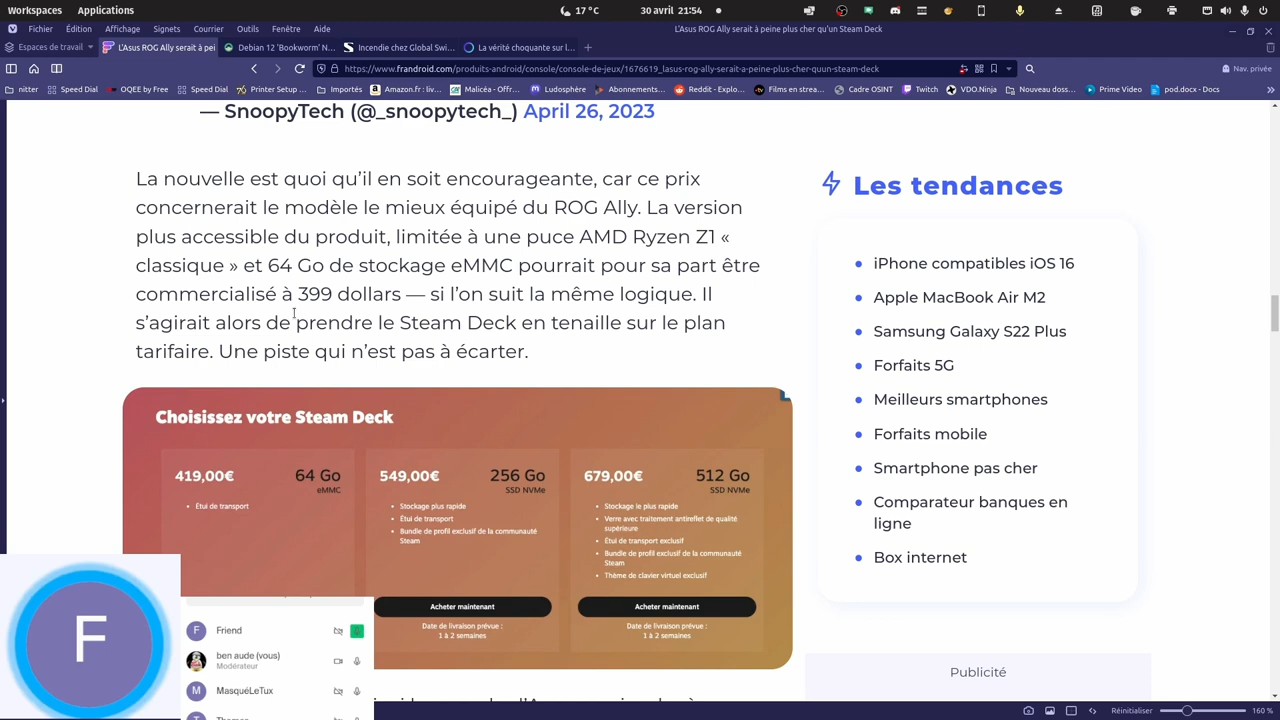 Fichier Édition Affichage Signets Courrier Outils Fenêtre Aide
L'Asus ROG Ally serait à peine plus cher qu'un Steam Deck
Espaces de travail
L'Asus ROG Ally serait à pei
Debian 12 'Bookworm' N...
Incendie chez Global Swi...
La vérité choquante sur l...
https://www.frandroid.com/produits-android/console/console-de-jeux/1676619_lasus-rog-ally-serait-a-peine-plus-cher-quun-steam-deck
Nav. privée
nitter
Speed Dial
OQEE by Free
Speed Dial
Printer Setup ...
Importés
Amazon.fr : liv...
Malicéa - Offert...
Ludosphère
Abonnements...
Reddit - Explo...
Films en strea...
Cadre OSINT
Twitch
VDO.Ninja
Nouveau doss...
Prime Video
pod.docx - Docs
— SnoopyTech (@_snoopytech_) April 26, 2023
La nouvelle est quoi qu'il en soit encourageante, car ce prix
concernerait le modèle le mieux équipé du ROG Ally. La version
plus accessible du produit, limitée à une puce AMD Ryzen Z1 «
classique » et 64 Go de stockage eMMC pourrait pour sa part être
commercialisé à 399 dollars — si l'on suit la même logique. Il
s'agirait alors de prendre le Steam Deck en tenaille sur le plan
tarifaire. Une piste qui n'est pas à écarter.
Les tendances
iPhone compatibles iOS 16
Apple MacBook Air M2
Samsung Galaxy S22 Plus
Forfaits 5G
Meilleurs smartphones
Forfaits mobile
Smartphone pas cher
Comparateur banques en
ligne
Box internet
Publicité
Choisissez votre Steam Deck
419,00€ 64 Go
eMMC
Étui de transport
549,00€ 256 Go
SSD NVMe
Stockage plus rapide
Étui de transport
Bundle de profil exclusif de la communauté
Steam
Acheter maintenant
Date de livraison prévue :
1 à 2 semaines
679,00€ 512 Go
SSD NVMe
Stockage le plus rapide
Verre avec traitement antireflet de qualité
supérieure
Étui de transport exclusif
Bundle de profil exclusif de la communauté
Steam
Thème de clavier virtuel exclusif
Acheter maintenant
Date de livraison prévue :
1 à 2 semaines
F
F Friend
ben aude (vous)
Modérateur
M MasquéLeTux
Réinitialiser
160 %